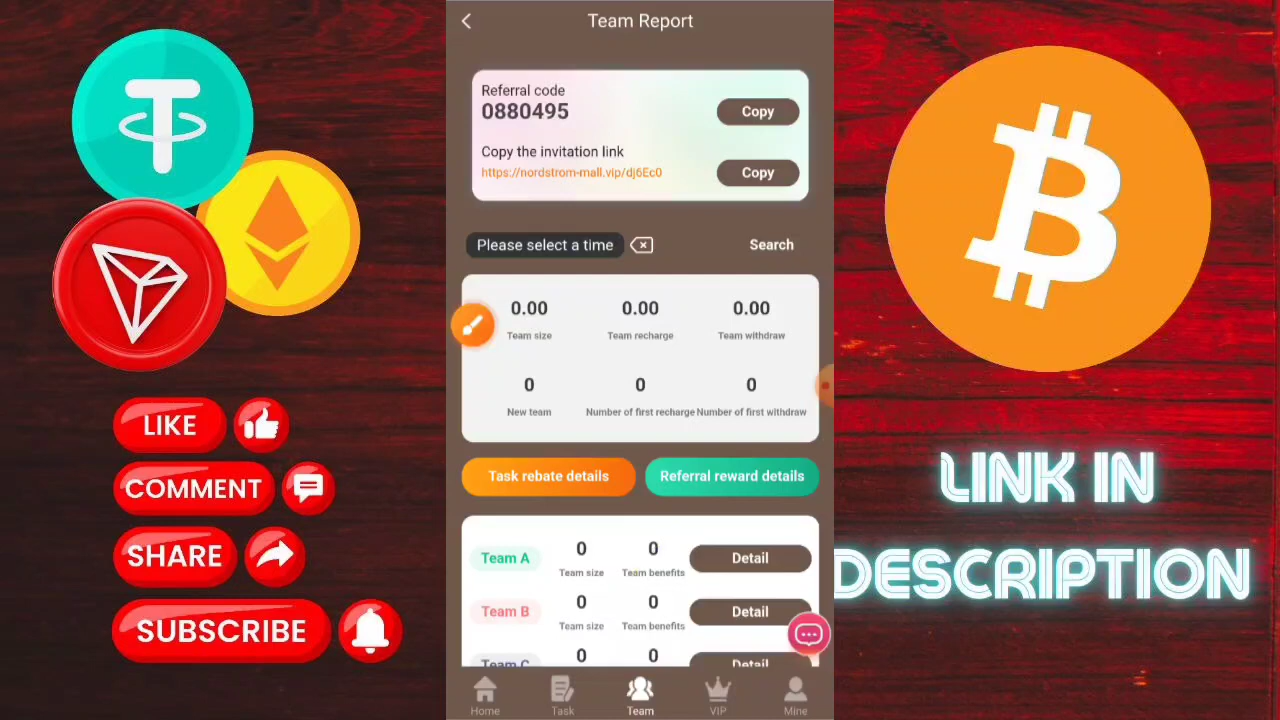 Team Report
Referral code
0880495
Copy
Copy the invitation link
https://nordstrom-mall.vip/dj6Ec0
Copy
Please select a time
Search
0.00
0.00
0.00
Team size
Team recharge
Team withdraw
0
0
0
New team
Number of first recharge
Number of first withdraw
Task rebate details
Referral reward details
Team A
0
Team size
0
Team benefits
Detail
Team B
0
Team size
0
Team benefits
Detail
Team C
0
0
Detail
Home
Task
Team
VIP
Mine
LIKE
COMMENT
SHARE
SUBSCRIBE
LINK IN
DESCRIPTION